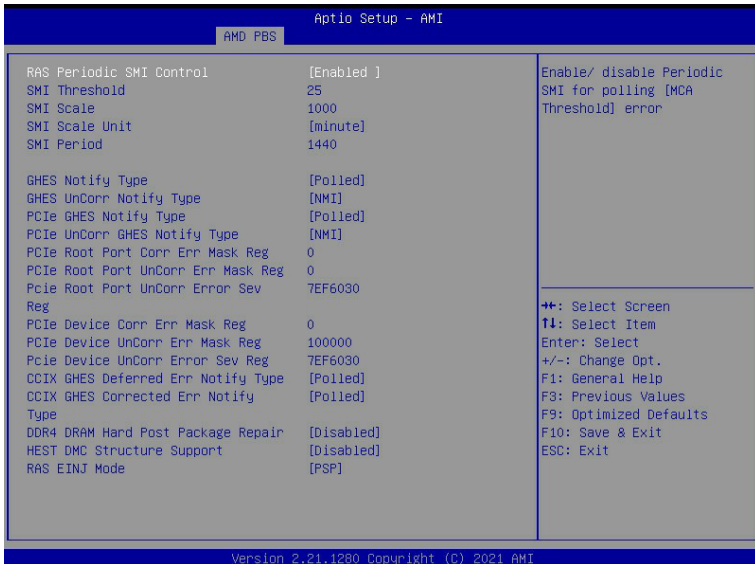 Aptio Setup – AMI
AMD PBS
RAS Periodic SMI Control [Enabled ]
SMI Threshold 25
SMI Scale 1000
SMI Scale Unit [minute]
SMI Period 1440
GHES Notify Type [Polled]
GHES UnCorr Notify Type [NMI]
PCIe GHES Notify Type [Polled]
PCIe UnCorr GHES Notify Type [NMI]
PCIe Root Port Corr Err Mask Reg 0
PCIe Root Port UnCorr Err Mask Reg 0
Pcie Root Port UnCorr Error Sev 7EF6030
Reg
PCIe Device Corr Err Mask Reg 0
PCIe Device UnCorr Err Mask Reg 100000
Pcie Device UnCorr Error Sev Reg 7EF6030
CCIX GHES Deferred Err Notify Type [Polled]
CCIX GHES Corrected Err Notify [Polled]
Type
DDR4 DRAM Hard Post Package Repair [Disabled]
HEST DMC Structure Support [Disabled]
RAS EINJ Mode [PSP]
Enable/ disable Periodic
SMI for polling [MCA
Threshold] error
→←: Select Screen
↑↓: Select Item
Enter: Select
+/-: Change Opt.
F1: General Help
F3: Previous Values
F9: Optimized Defaults
F10: Save & Exit
ESC: Exit
Version 2.21.1280 Copyright (C) 2021 AMI